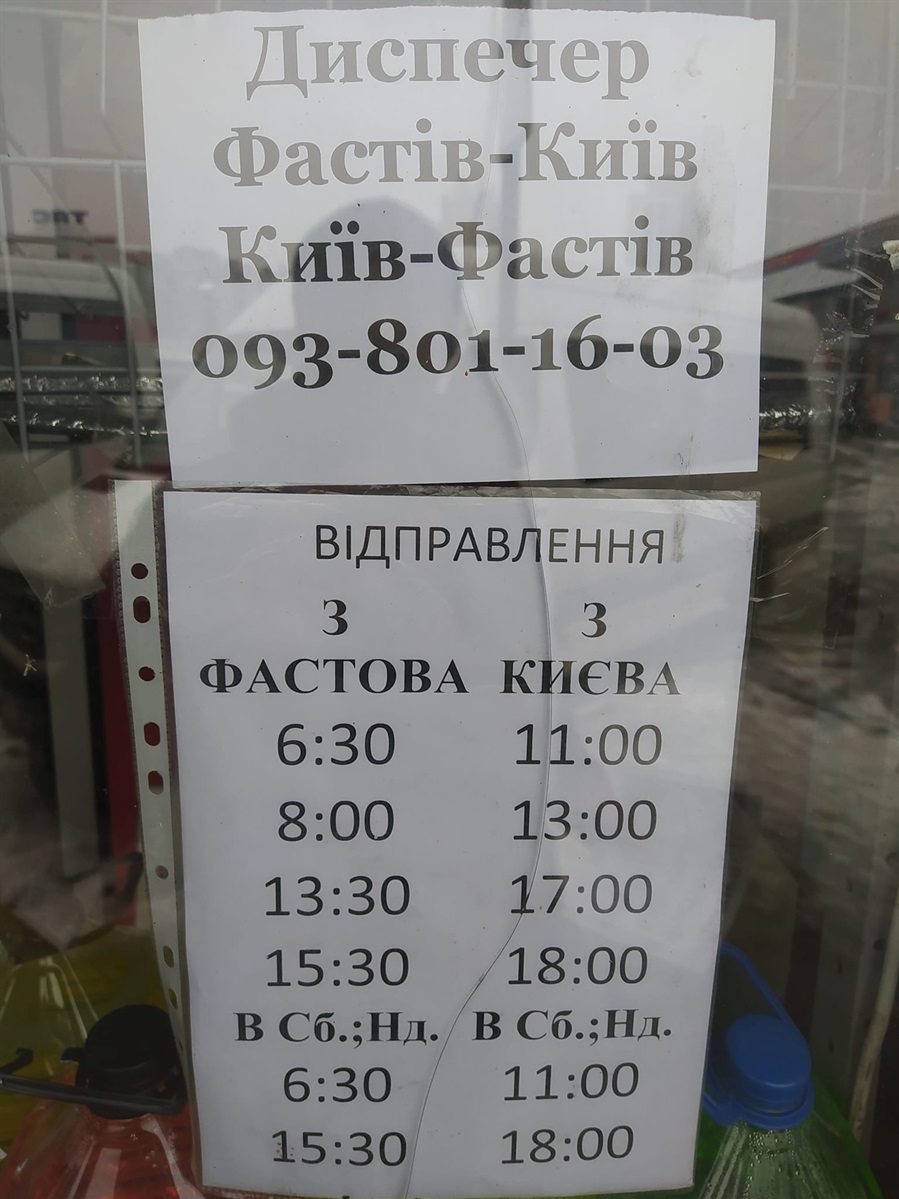 Диспечер
Фастів-Київ
Київ-Фастів
093-801-16-03
ВІДПРАВЛЕННЯ
З З
ФАСТОВА КИЄВА
6:30 11:00
8:00 13:00
13:30 17:00
15:30 18:00
В Сб.;Нд. В Сб.;Нд.
6:30 11:00
15:30 18:00